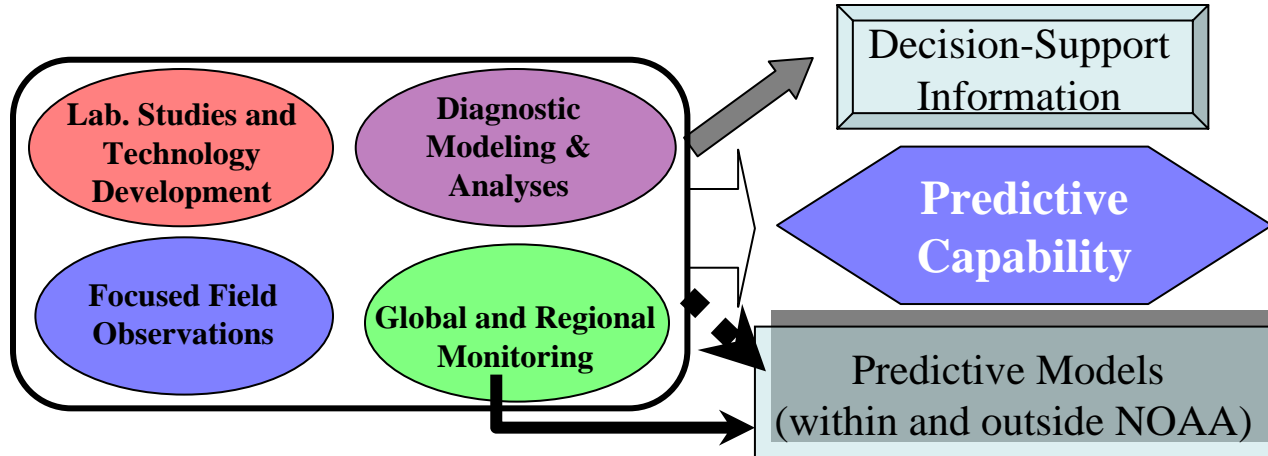 Lab. Studies and
Technology
Development
Diagnostic
Modeling &
Analyses
Focused Field
Observations
Global and Regional
Monitoring
Decision-Support
Information
Predictive
Capability
Predictive Models
(within and outside NOAA)